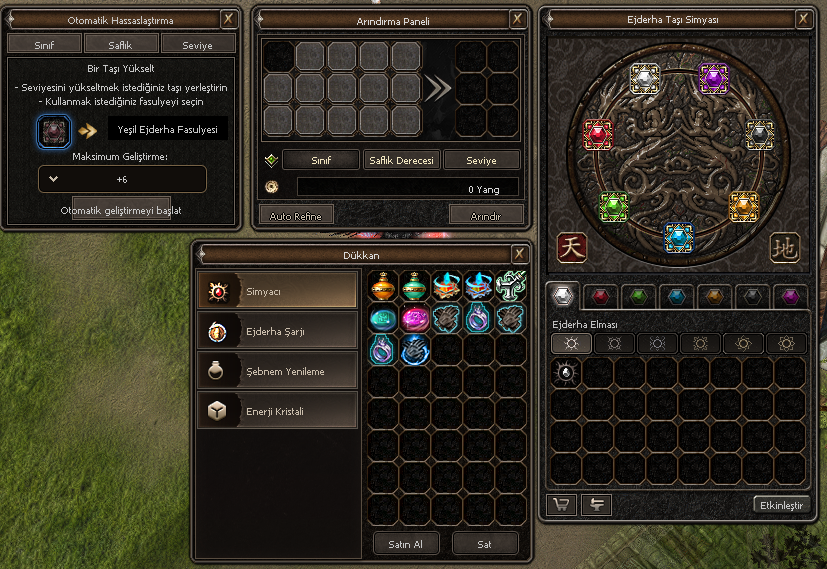 Otomatik Hassaslaştırma
Sınıf
Saflık
Seviye
Bir Taşı Yükselt
- Seviyesini yükseltmek istediğiniz taşı yerleştirin
- Kullanmak istediğiniz fasulyeyi seçin
Yeşil Ejderha Fasulyesi
Maksimum Geliştirme:
+6
Otomatik geliştirmeyi başlat
Arındırma Paneli
Sınıf
Saflık Derecesi
Seviye
0 Yang
Auto Refine
Arındır
Ejderha Taşı Simyası
天
地
Ejderha Elması
Etkinleştir
Dükkan
Simyacı
Ejderha Şarjı
Şebnem Yenileme
Enerji Kristali
Satın Al
Sat